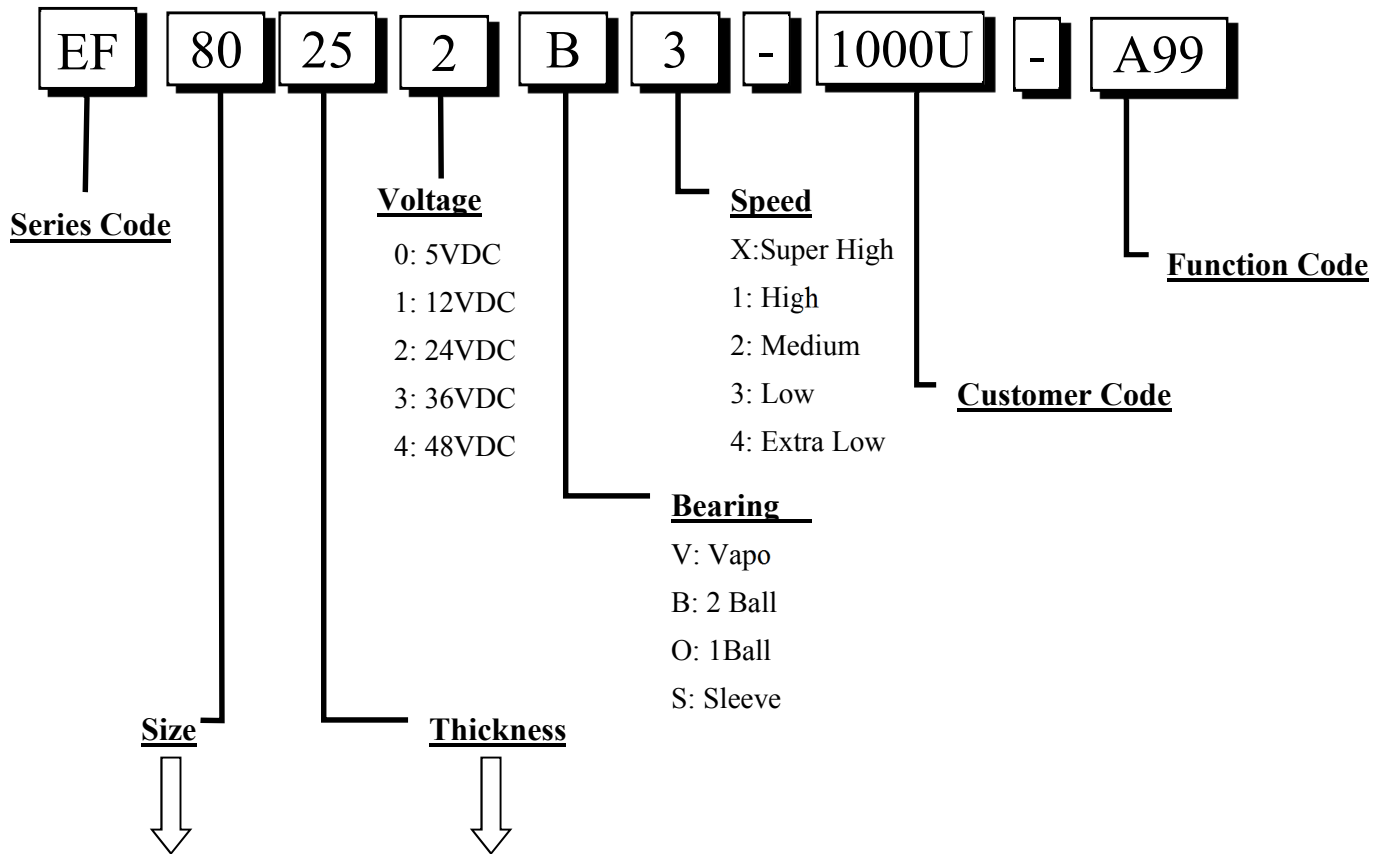 EF 80 25 2 B 3 - 1000U - A99
Series Code
Voltage
0: 5VDC
1: 12VDC
2: 24VDC
3: 36VDC
4: 48VDC
Speed
X:Super High
1: High
2: Medium
3: Low
4: Extra Low
Function Code
Customer Code
Bearing
V: Vapo
B: 2 Ball
O: 1Ball
S: Sleeve
Size
Thickness